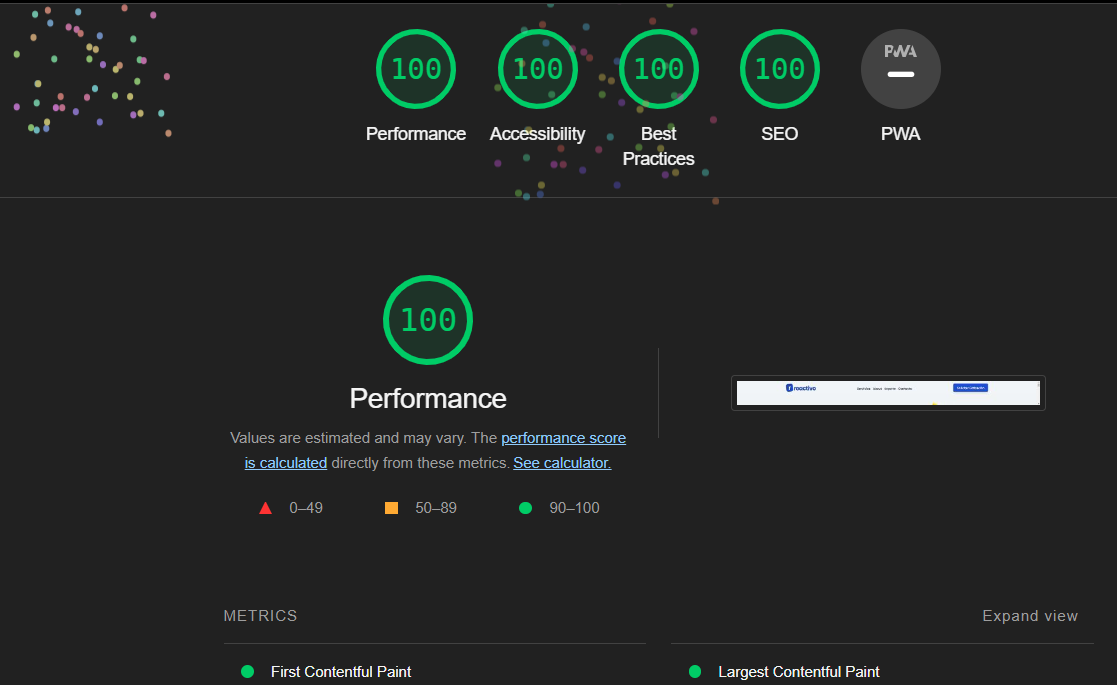 100
100
100
100
PWA
Performance
Accessibility
Best
Practices
SEO
PWA
100
Performance
Values are estimated and may vary. The performance score
is calculated directly from these metrics. See calculator.
0–49
50–89
90–100
reactive
METRICS
Expand view
First Contentful Paint
Largest Contentful Paint